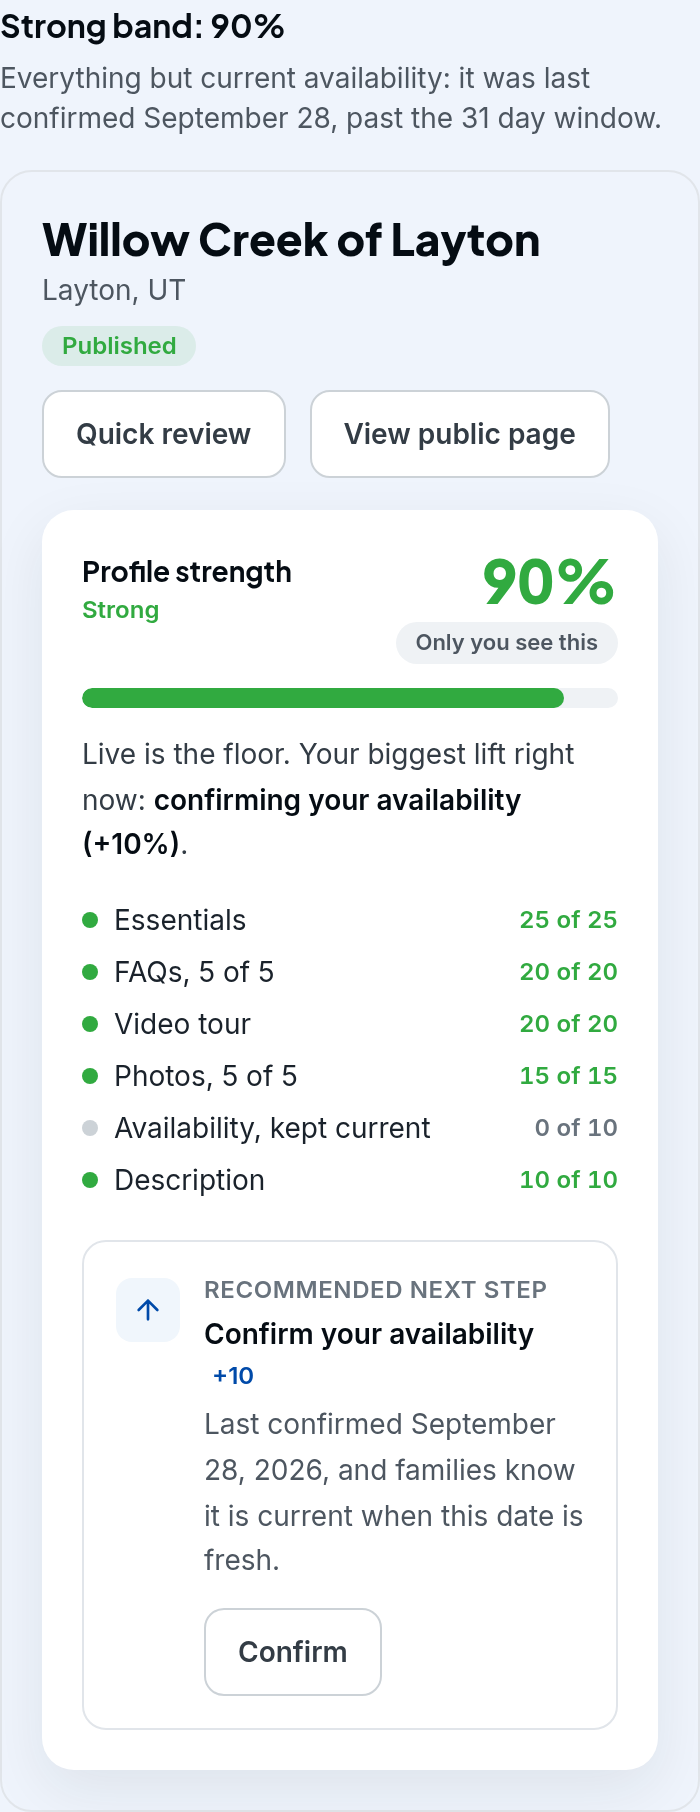 Strong band: 90%
Everything but current availability: it was last
confirmed September 28, past the 31 day window.
Willow Creek of Layton
Layton, UT
Published
Quick review
View public page
Profile strength
90%
Strong
Only you see this
Live is the floor. Your biggest lift right
now: confirming your availability
(+10%).
Essentials 25 of 25
FAQs, 5 of 5 20 of 20
Video tour 20 of 20
Photos, 5 of 5 15 of 15
Availability, kept current 0 of 10
Description 10 of 10
RECOMMENDED NEXT STEP
Confirm your availability
+10
Last confirmed September
28, 2026, and families know
it is current when this date is
fresh.
Confirm